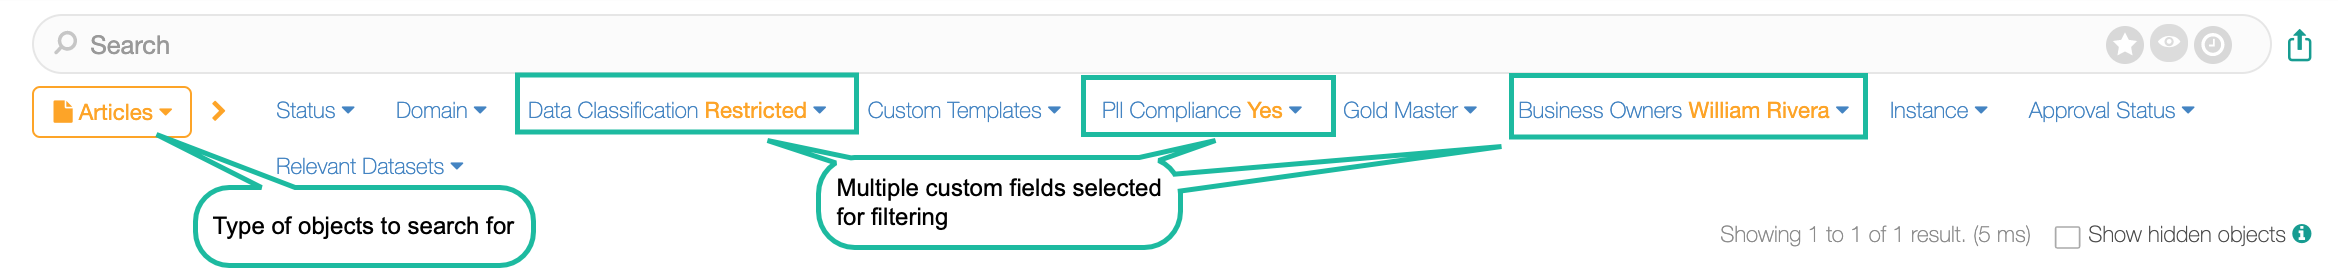 Search
Articles Status Domain Data Classification Restricted Custom Templates PII Compliance Yes Gold Master Business Owners William Rivera Instance Approval Status
Relevant Datasets
Multiple custom fields selected
for filtering
Type of objects to search for
Showing 1 to 1 of 1 result. (5 ms) Show hidden objects